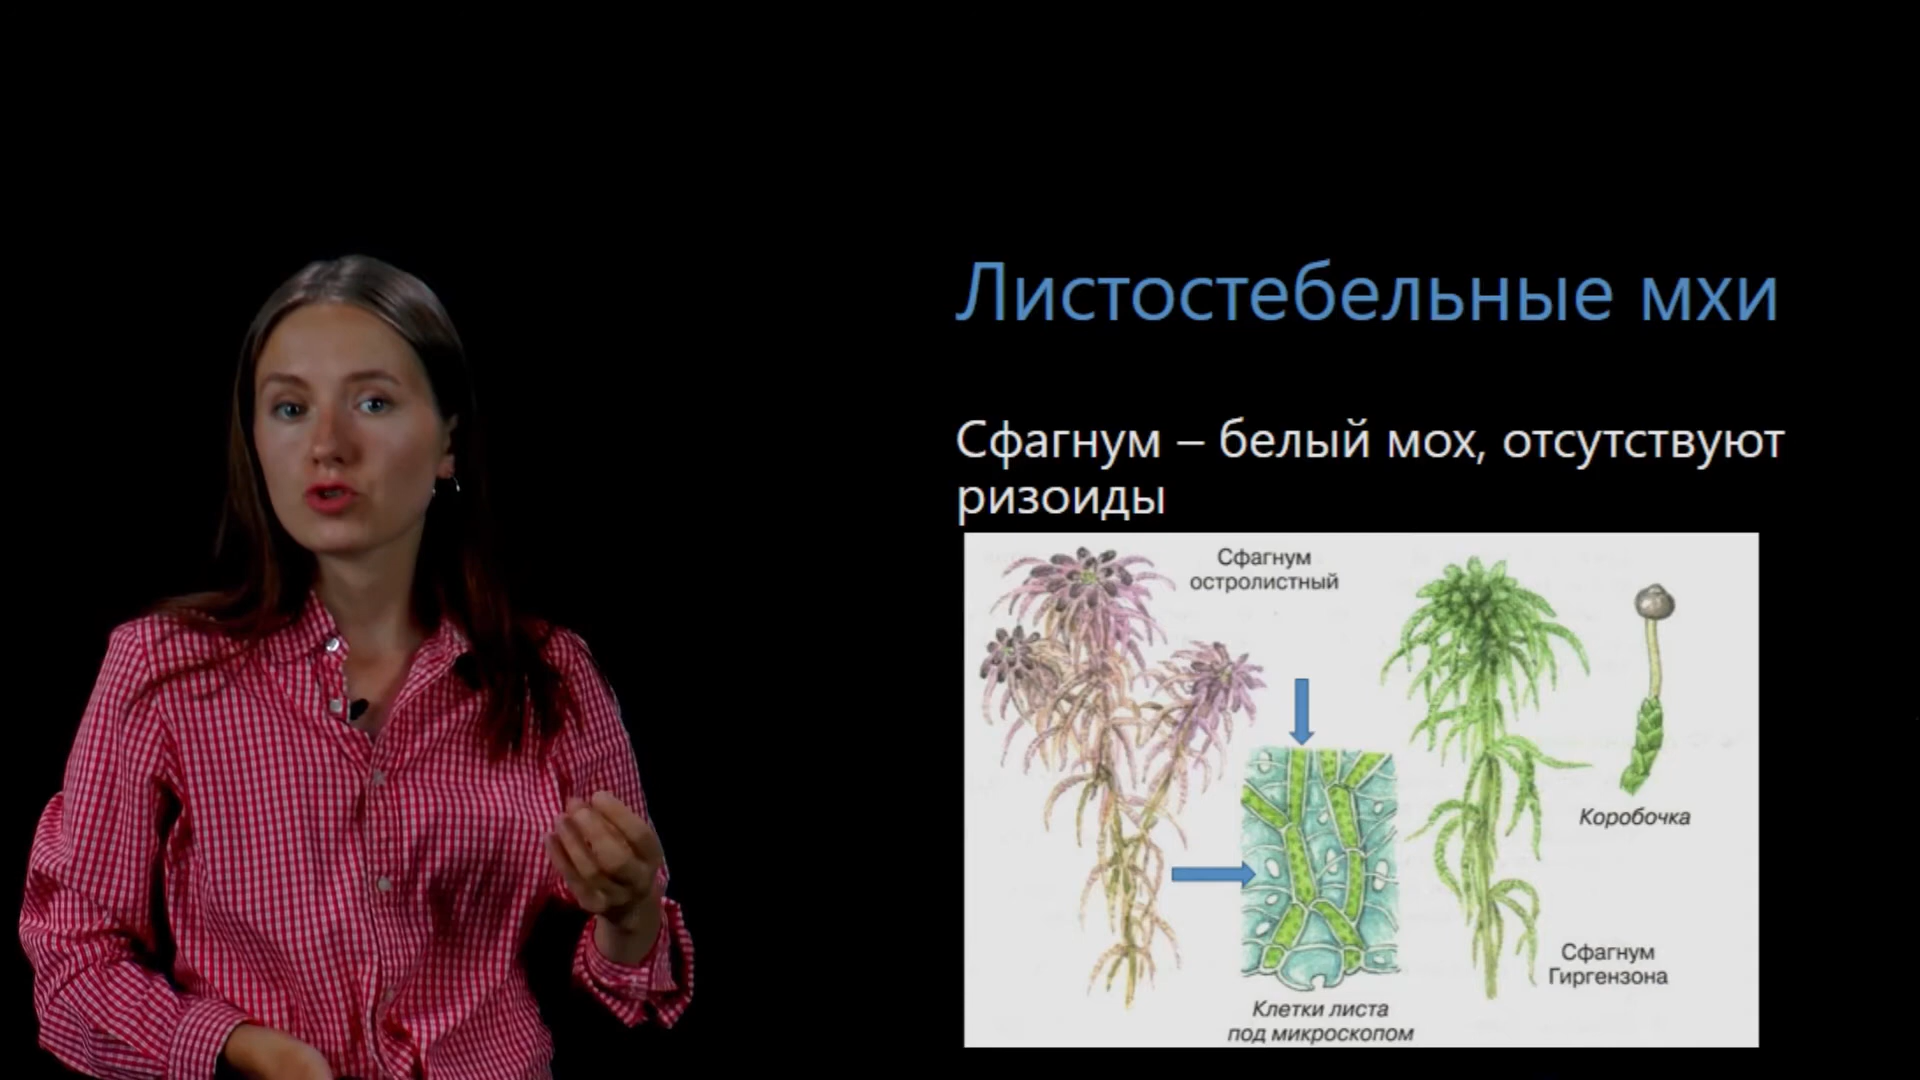 Листостебельные мхи
Сфагнум – белый мох, отсутствуют
ризоиды
Сфагнум
остролистный
Коробочка
Сфагнум
Гиргензона
Клетки листа
под микроскопом